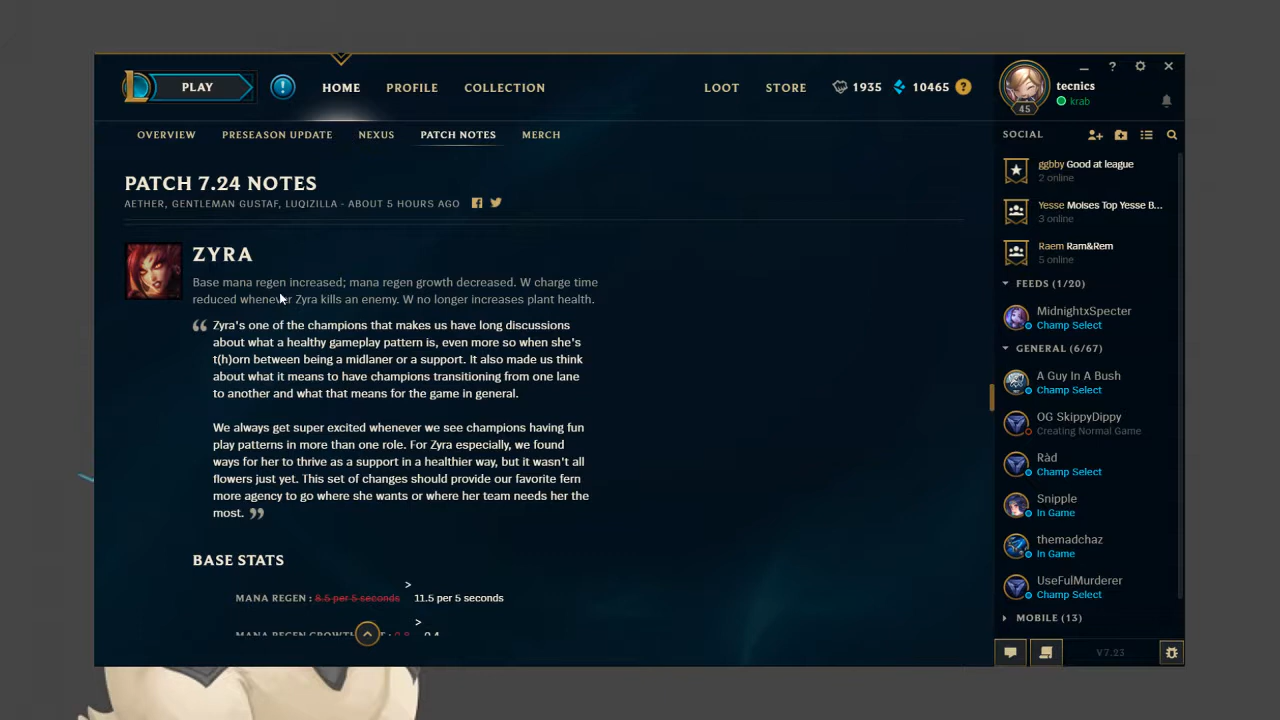 PLAY
HOME
PROFILE
COLLECTION
LOOT
STORE
1935
10465
?
?
45
tecnics
krab
OVERVIEW
PRESEASON UPDATE
NEXUS
PATCH NOTES
MERCH
PATCH 7.24 NOTES
AETHER, GENTLEMAN GUSTAF, LUQIZILLA - ABOUT 5 HOURS AGO
ZYRA
Base mana regen increased; mana regen growth decreased. W charge time
reduced whenever Zyra kills an enemy. W no longer increases plant health.
“ Zyra's one of the champions that makes us have long discussions
about what a healthy gameplay pattern is, even more so when she's
t(h)orn between being a midlaner or a support. It also made us think
about what it means to have champions transitioning from one lane
to another and what that means for the game in general.
We always get super excited whenever we see champions having fun
play patterns in more than one role. For Zyra especially, we found
ways for her to thrive as a support in a healthier way, but it wasn't all
flowers just yet. This set of changes should provide our favorite fern
more agency to go where she wants or where her team needs her the
most. ”
BASE STATS
MANA REGEN : 8.5 per 5 seconds > 11.5 per 5 seconds
MANA REGEN GROWTH >
SOCIAL
ggbby Good at league
2 online
Yesse Moises Top Yesse B...
3 online
Raem Ram&Rem
5 online
FEEDS (1/20)
MidnightxSpecter
Champ Select
GENERAL (6/67)
A Guy In A Bush
Champ Select
OG SkippyDippy
Creating Normal Game
Ràd
Champ Select
Snipple
In Game
themadchaz
In Game
UseFulMurderer
Champ Select
MOBILE (13)
V7.23